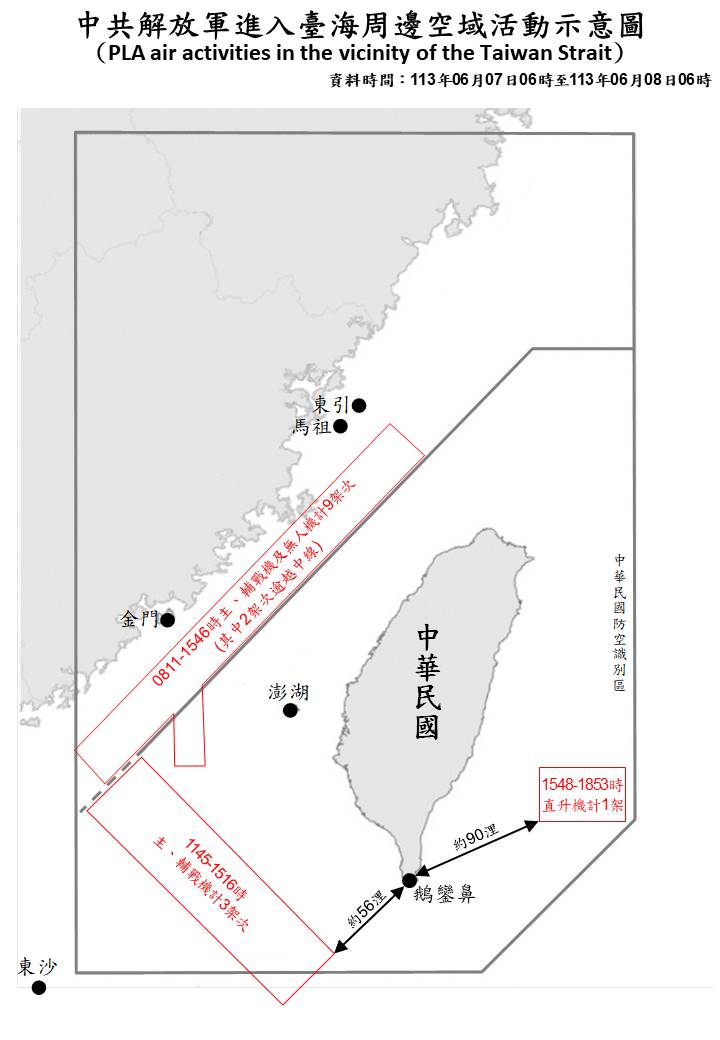 中共解放軍進入臺海周邊空域活動示意圖
（PLA air activities in the vicinity of the Taiwan Strait）
資料時間：113年06月07日06時至113年06月08日06時
東引
馬祖
0811-1546時主、輔戰機及無人機計9架次
(其中2架次逾越中線)
中華民國防空識別區
金門
中華民國
澎湖
1548-1853時
直升機計1架
約90浬
1145-1516時
主、輔戰機計3架次
鵝鑾鼻
約56浬
東沙